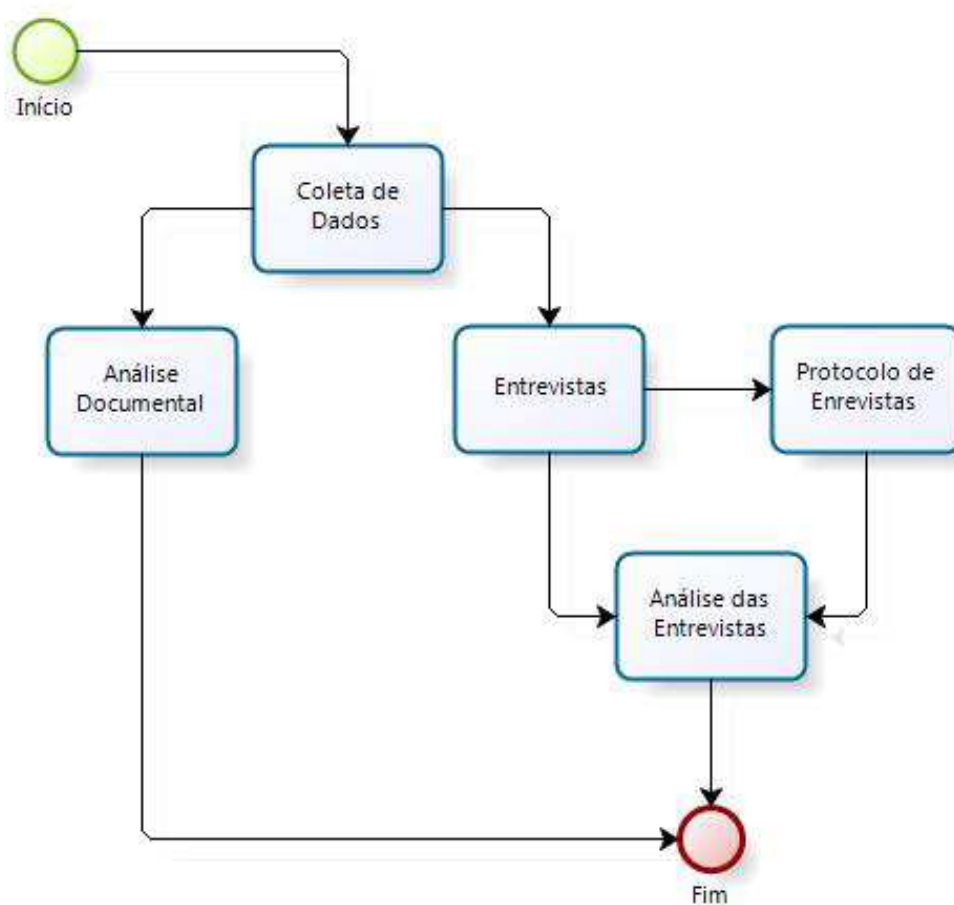 Início
Coleta de
Dados
Análise
Documental
Entrevistas
Protocolo de
Enrevistas
Análise das
Entrevistas
Fim